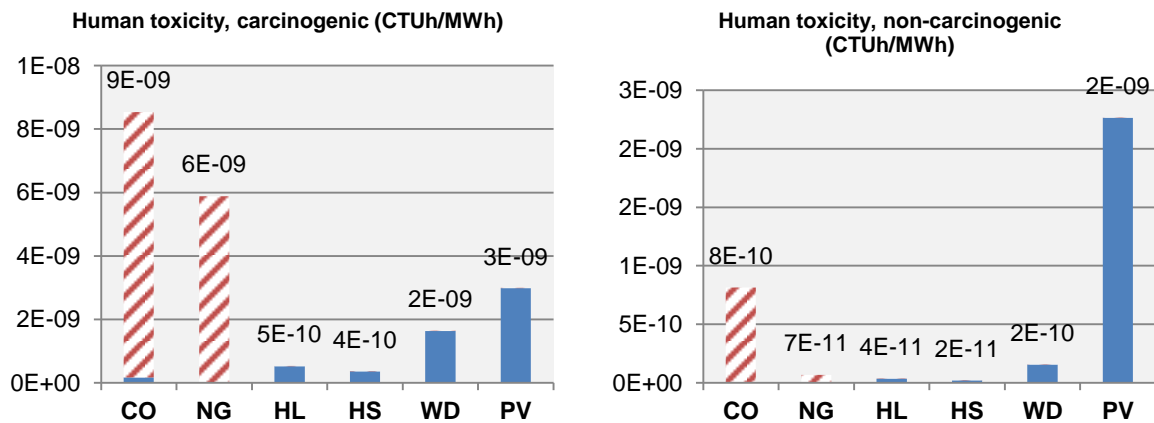 Human toxicity, carcinogenic (CTUh/MWh)
1E-08
8E-09
6E-09
4E-09
2E-09
0E+00
9E-09
6E-09
5E-10
4E-10
2E-09
3E-09
CO NG HL HS WD PV
Human toxicity, non-carcinogenic
(CTUh/MWh)
3E-09
2E-09
2E-09
1E-09
5E-10
0E+00
8E-10
7E-11
4E-11
2E-11
2E-10
2E-09
CO NG HL HS WD PV